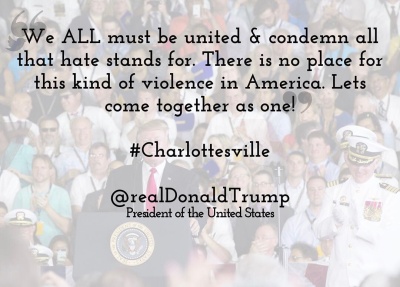 “We ALL must be united & condemn all
that hate stands for. There is no place for
this kind of violence in America. Lets
come together as one!”
#Charlottesville
@realDonaldTrump
President of the United States